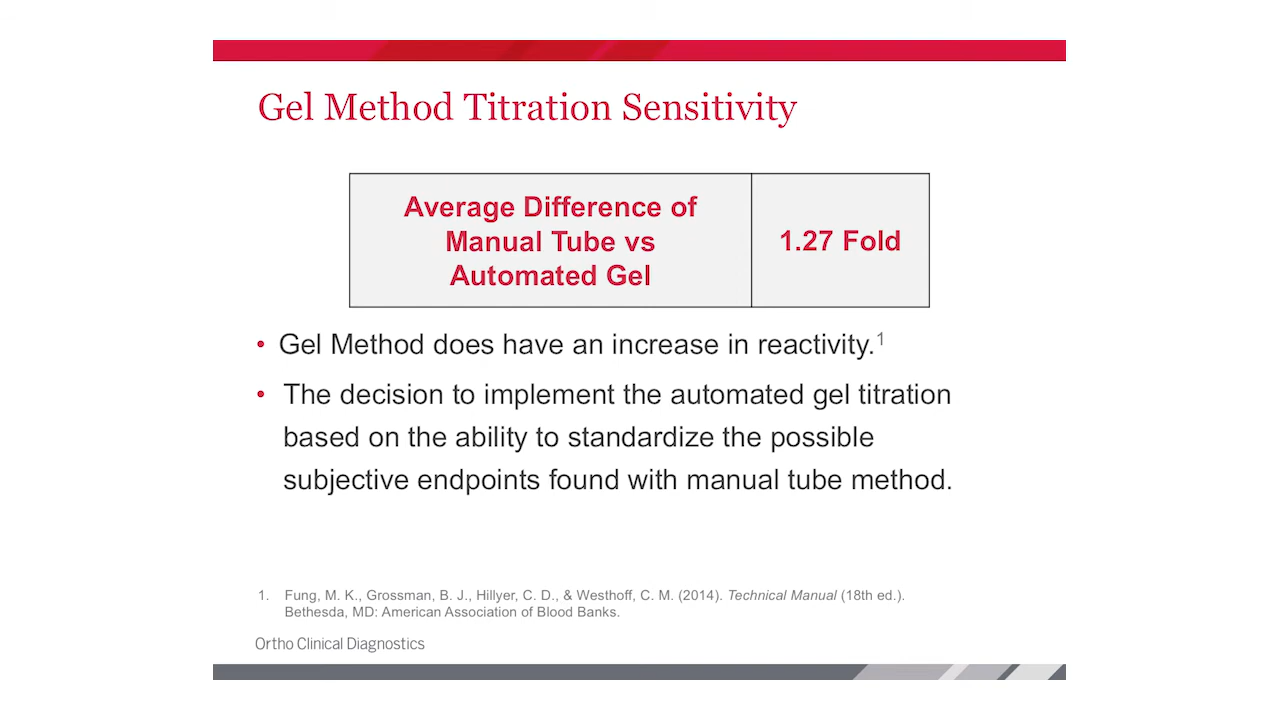 Gel Method Titration Sensitivity
Average Difference of
Manual Tube vs
Automated Gel
1.27 Fold
• Gel Method does have an increase in reactivity.1
• The decision to implement the automated gel titration
based on the ability to standardize the possible
subjective endpoints found with manual tube method.
1. Fung, M. K., Grossman, B. J., Hillyer, C. D., & Westhoff, C. M. (2014). Technical Manual (18th ed.).
Bethesda, MD: American Association of Blood Banks.
Ortho Clinical Diagnostics